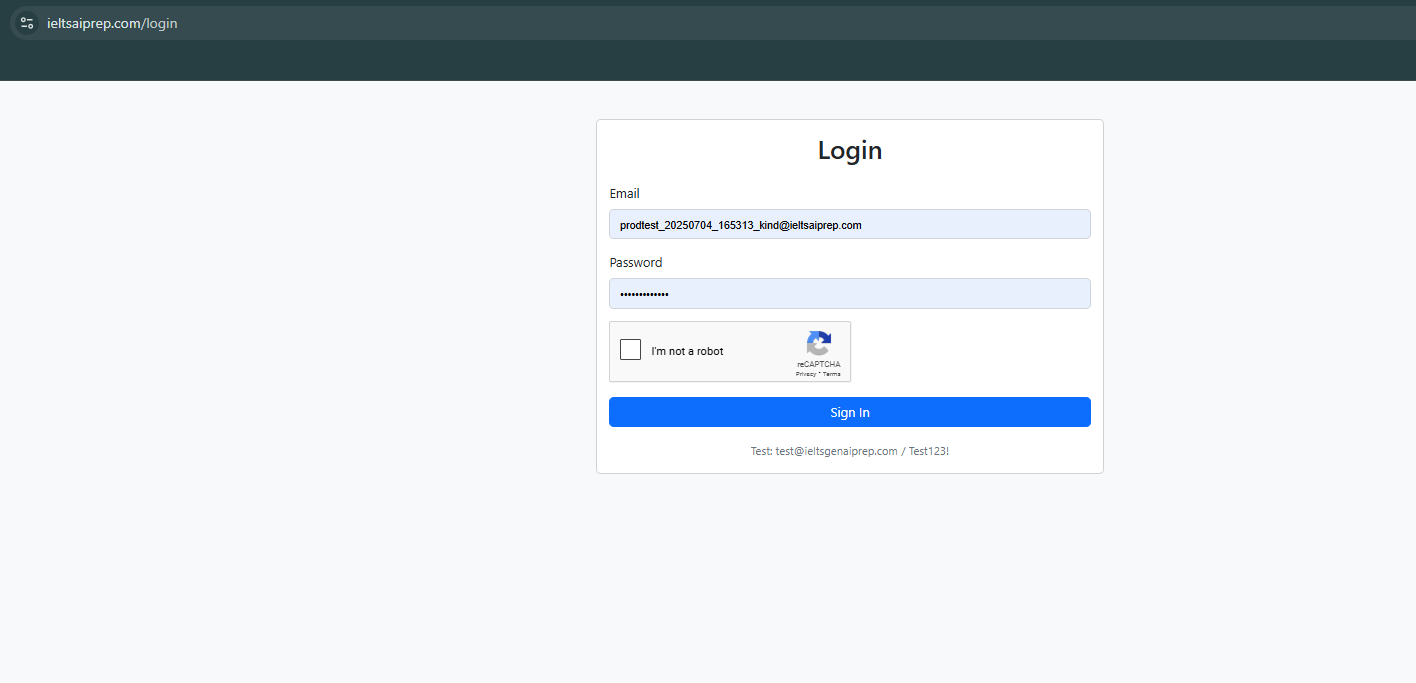 ieltsaiprep.com/login
Login
Email
prodtest_20250704_165313_kind@ieltsaiprep.com
Password
•••••••••••••
I'm not a robot
reCAPTCHA
Privacy - Terms
Sign In
Test: test@ieltsgenaiprep.com / Test123!